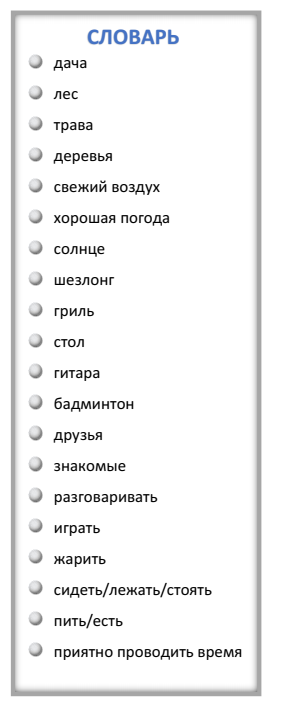 СЛОВАРЬ
дача
лес
трава
деревья
свежий воздух
хорошая погода
солнце
шезлонг
гриль
стол
гитара
бадминтон
друзья
знакомые
разговаривать
играть
жарить
сидеть/лежать/стоять
пить/есть
приятно проводить время